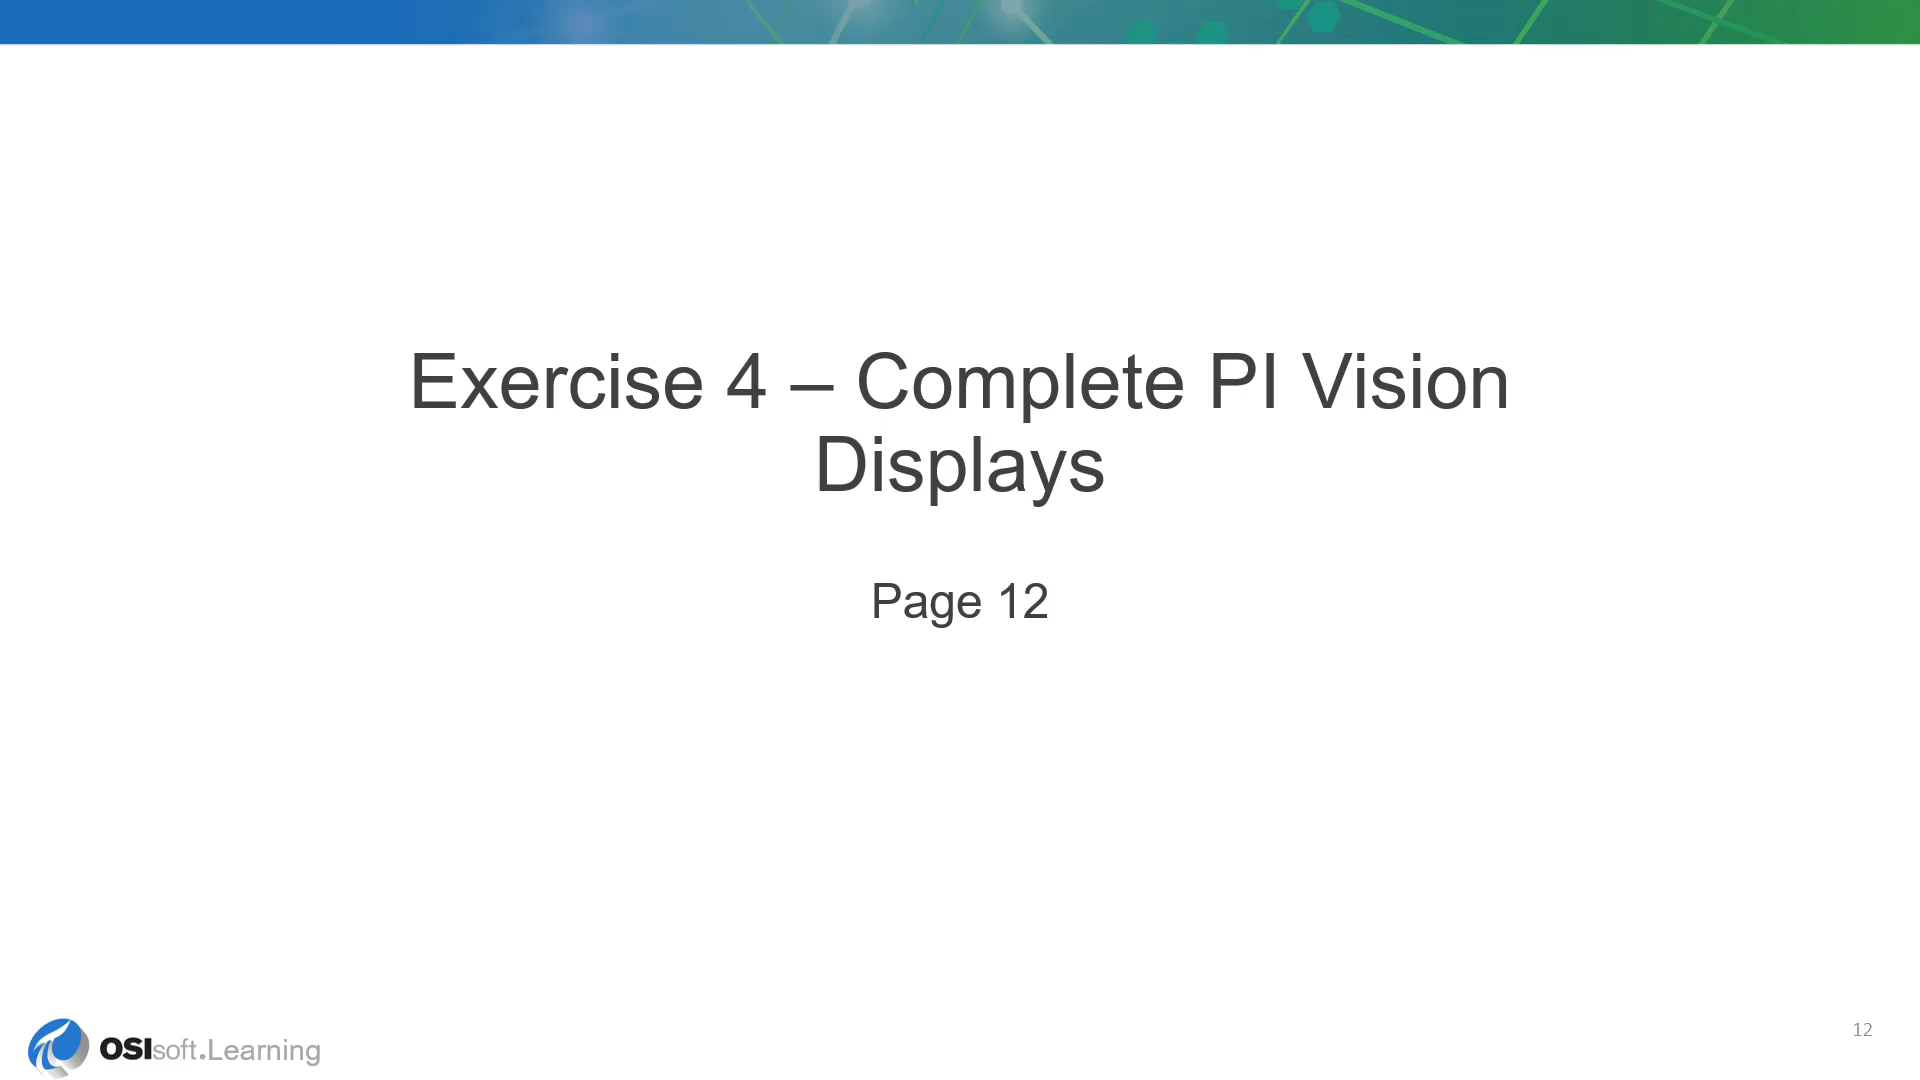 Exercise 4 – Complete PI Vision
Displays
Page 12
12
OSIsoft.Learning